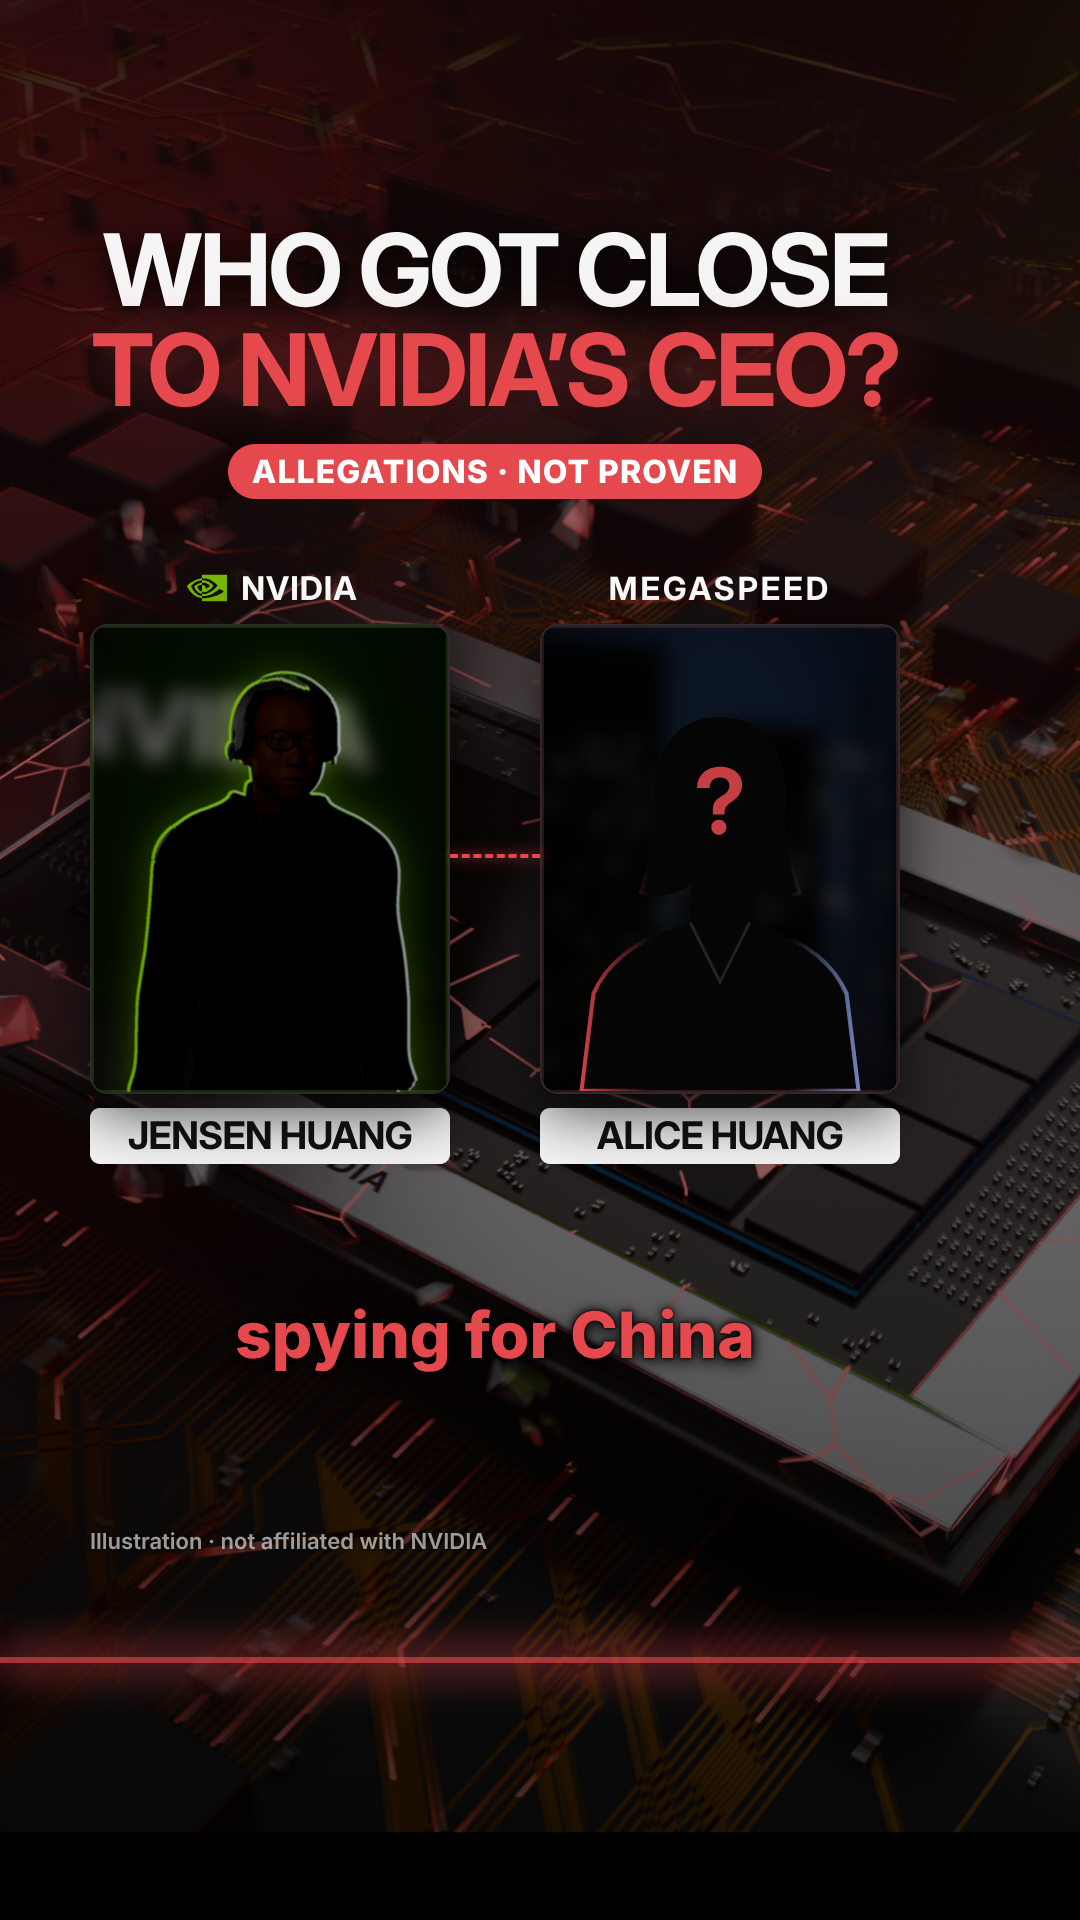 WHO GOT CLOSE
TO NVIDIA'S CEO?
ALLEGATIONS · NOT PROVEN
NVIDIA
MEGASPEED
?
JENSEN HUANG
ALICE HUANG
spying for China
Illustration · not affiliated with NVIDIA